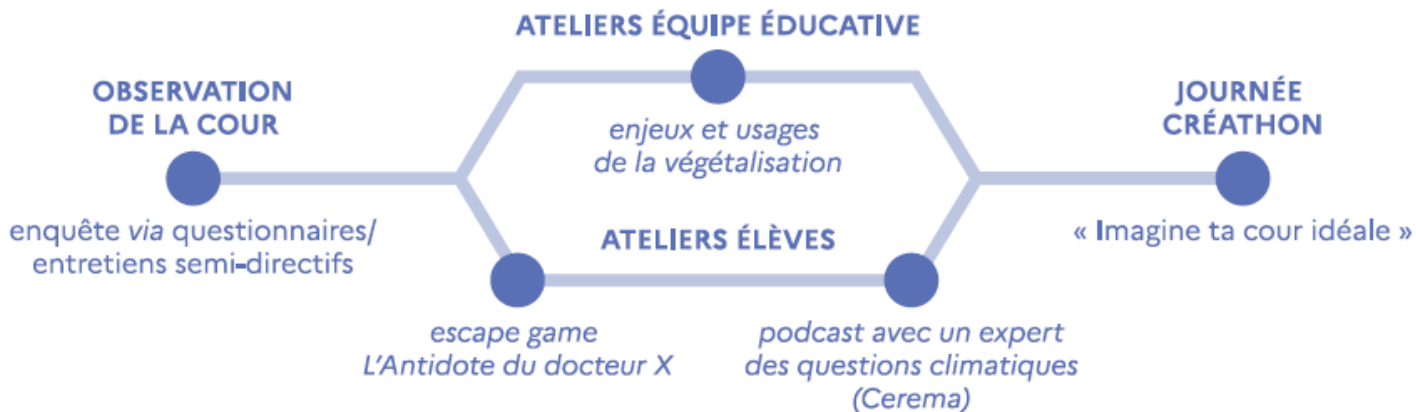 ATELIERS ÉQUIPE ÉDUCATIVE
enjeux et usages
de la végétalisation
OBSERVATION
DE LA COUR
enquête via questionnaires/
entretiens semi-directifs
JOURNÉE
CRÉATHON
« Imagine ta cour idéale »
ATELIERS ÉLÈVES
escape game
L'Antidote du docteur X
podcast avec un expert
des questions climatiques
(Cerema)